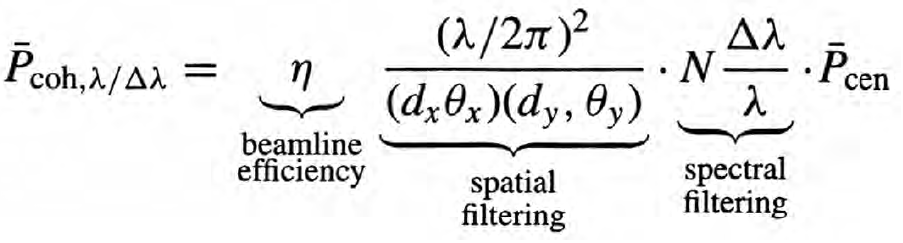 P̄_coh,λ/Δλ = η (λ/2π)² / (d_xθ_x)(d_y, θ_y) · N Δλ/λ · P̄_cen
beamline efficiency
spatial filtering
spectral filtering